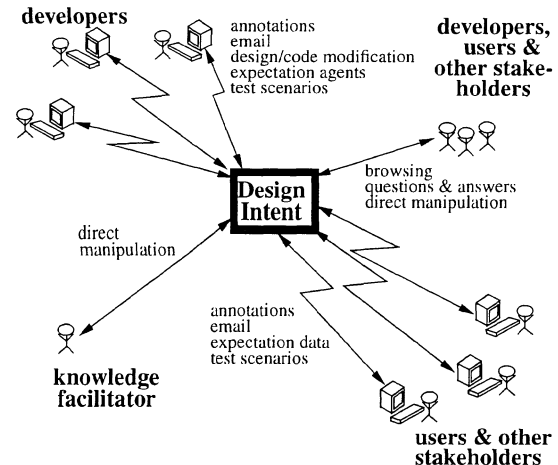 developers
annotations
email
design/code modification
expectation agents
test scenarios
developers,
users &
other stake-
holders
Design
Intent
browsing
questions & answers
direct manipulation
direct
manipulation
annotations
email
expectation data
test scenarios
knowledge
facilitator
users & other
stakeholders